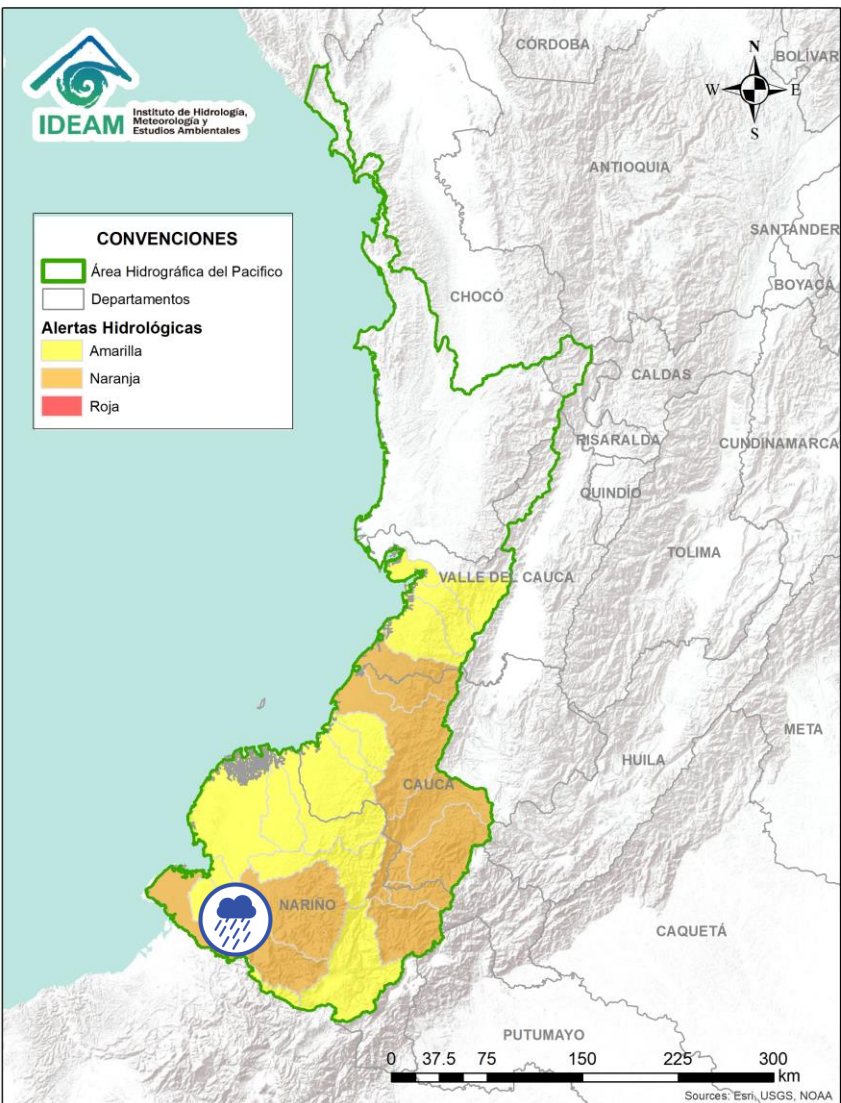 IDEAM
Instituto de Hidrología,
Meteorología y
Estudios Ambientales
CÓRDOBA
N
BOLÍVAR
W
E
S
ANTIOQUIA
SANTANDER
CONVENCIONES
Área Hidrográfica del Pacifico
Departamentos
Alertas Hidrológicas
Amarilla
Naranja
Roja
BOYACÁ
CHOCÓ
CALDAS
RISARALDA
CUNDINAMARCA
QUINDÍO
TOLIMA
VALLE DEL CAUCA
META
HUILA
CAUCA
NARIÑO
CAQUETÁ
PUTUMAYO
0 37.5 75 150 225 300
km
Sources: Esri, USGS, NOAA